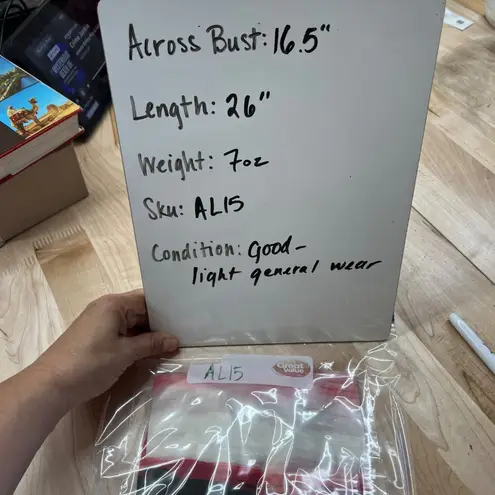 Across Bust: 16.5"
Length: 26"
Weight: 7oz
Sku: AL15
Condition: Good -
light general wear
AL15
Great
Value